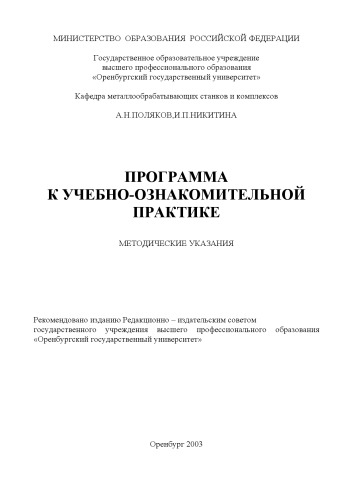 МИНИСТЕРСТВО ОБРАЗОВАНИЯ РОССИЙСКОЙ ФЕДЕРАЦИИ
Государственное образовательное учреждение
высшего профессионального образования
«Оренбургский государственный университет»
Кафедра металлообрабатывающих станков и комплексов
А.Н.ПОЛЯКОВ,И.П.НИКИТИНА
ПРОГРАММА
К УЧЕБНО-ОЗНАКОМИТЕЛЬНОЙ
ПРАКТИКЕ
МЕТОДИЧЕСКИЕ УКАЗАНИЯ
Рекомендовано изданию Редакционно – издательским советом
государственного учреждения высшего профессионального образования
«Оренбургский государственный университет»
Оренбург 2003